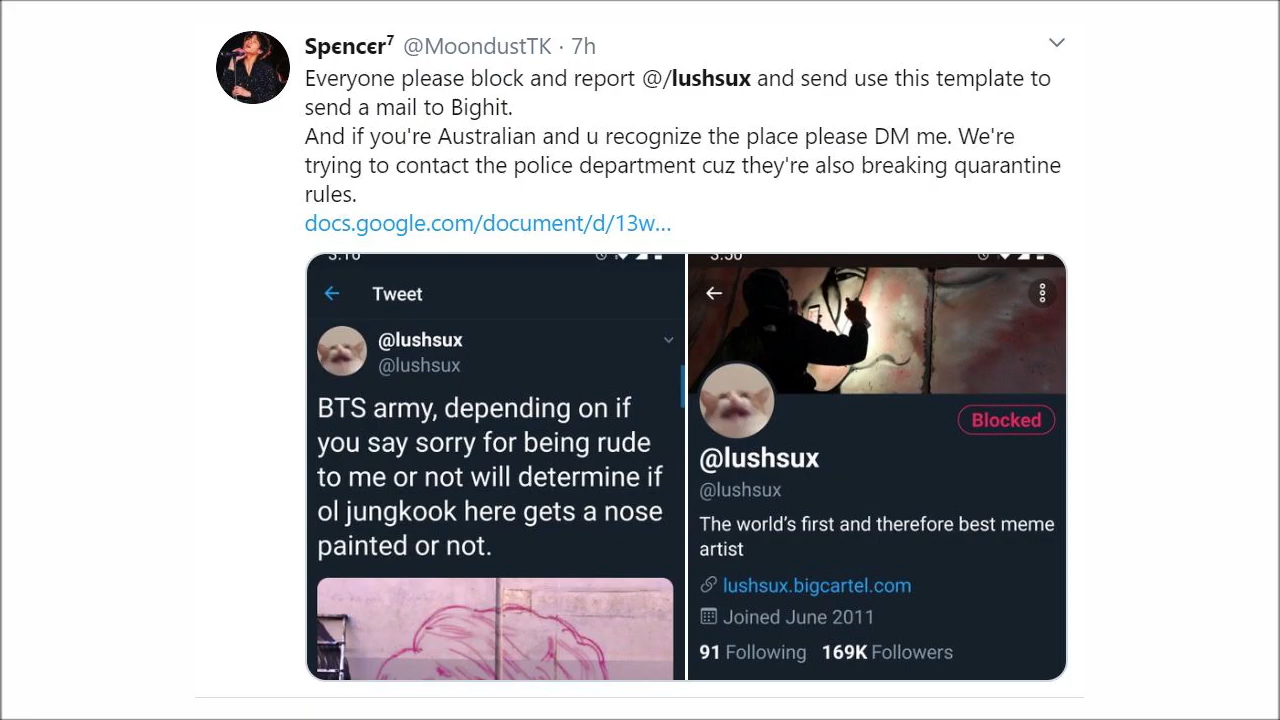 Spєncєr⁷ @MoondustTK · 7h
Everyone please block and report @/lushsux and send use this template to
send a mail to Bighit.
And if you're Australian and u recognize the place please DM me. We're
trying to contact the police department cuz they're also breaking quarantine
rules.
docs.google.com/document/d/13w...
Tweet
@lushsux
@lushsux
BTS army, depending on if
you say sorry for being rude
to me or not will determine if
ol jungkook here gets a nose
painted or not.
Blocked
@lushsux
@lushsux
The world's first and therefore best meme
artist
lushsux.bigcartel.com
Joined June 2011
91 Following 169K Followers